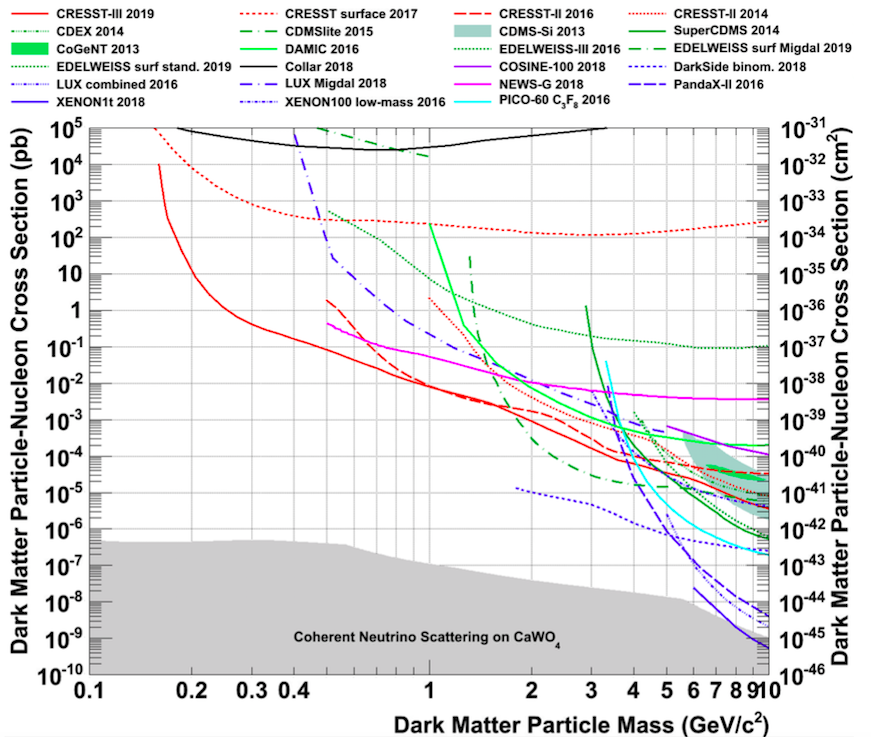 CRESST-III 2019 CRESST surface 2017 CRESST-II 2016 CRESST-II 2014
CDEX 2014 CDMSlite 2015 CDMS-Si 2013 SuperCDMS 2014
CoGeNT 2013 DAMIC 2016 EDELWEISS-III 2016 EDELWEISS surf Migdal 2019
EDELWEISS surf stand. 2019 Collar 2018 COSINE-100 2018 DarkSide binom. 2018
LUX combined 2016 LUX Migdal 2018 NEWS-G 2018 PandaX-II 2016
XENON1t 2018 XENON100 low-mass 2016 PICO-60 C₃F₈ 2016
Dark Matter Particle-Nucleon Cross Section (pb)
10⁵
10⁴
10³
10²
10
1
10⁻¹
10⁻²
10⁻³
10⁻⁴
10⁻⁵
10⁻⁶
10⁻⁷
10⁻⁸
10⁻⁹
10⁻¹⁰
10⁻³¹
10⁻³²
10⁻³³
10⁻³⁴
10⁻³⁵
10⁻³⁶
10⁻³⁷
10⁻³⁸
10⁻³⁹
10⁻⁴⁰
10⁻⁴¹
10⁻⁴²
10⁻⁴³
10⁻⁴⁴
10⁻⁴⁵
10⁻⁴⁶
Dark Matter Particle-Nucleon Cross Section (cm²)
Coherent Neutrino Scattering on CaWO₄
0.1 0.2 0.3 0.4 1 2 3 4 5 6 7 8 9 10
Dark Matter Particle Mass (GeV/c²)